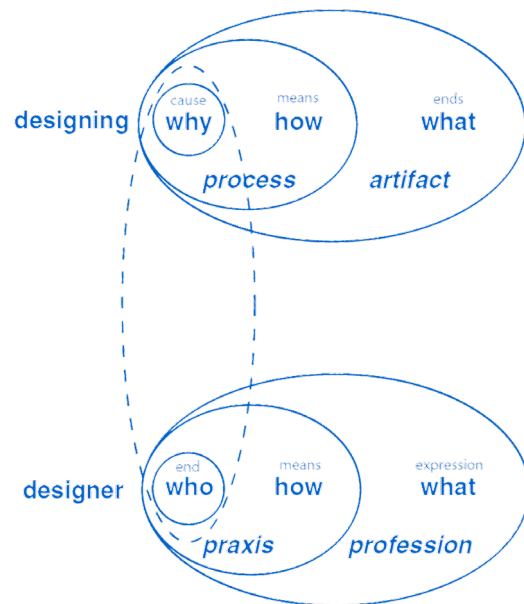 cause means ends
designing why how what
process artifact
end means expression
designer who how what
praxis profession